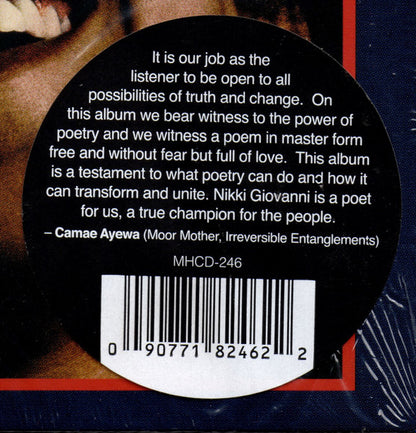 It is our job as the
listener to be open to all
possibilities of truth and change. On
this album we bear witness to the power of
poetry and we witness a poem in master form
free and without fear but full of love. This album
is a testament to what poetry can do and how it
can transform and unite. Nikki Giovanni is a poet
for us, a true champion for the people.
– Camae Ayewa (Moor Mother, Irreversible Entanglements)
MHCD-246
0 90771 82462 2